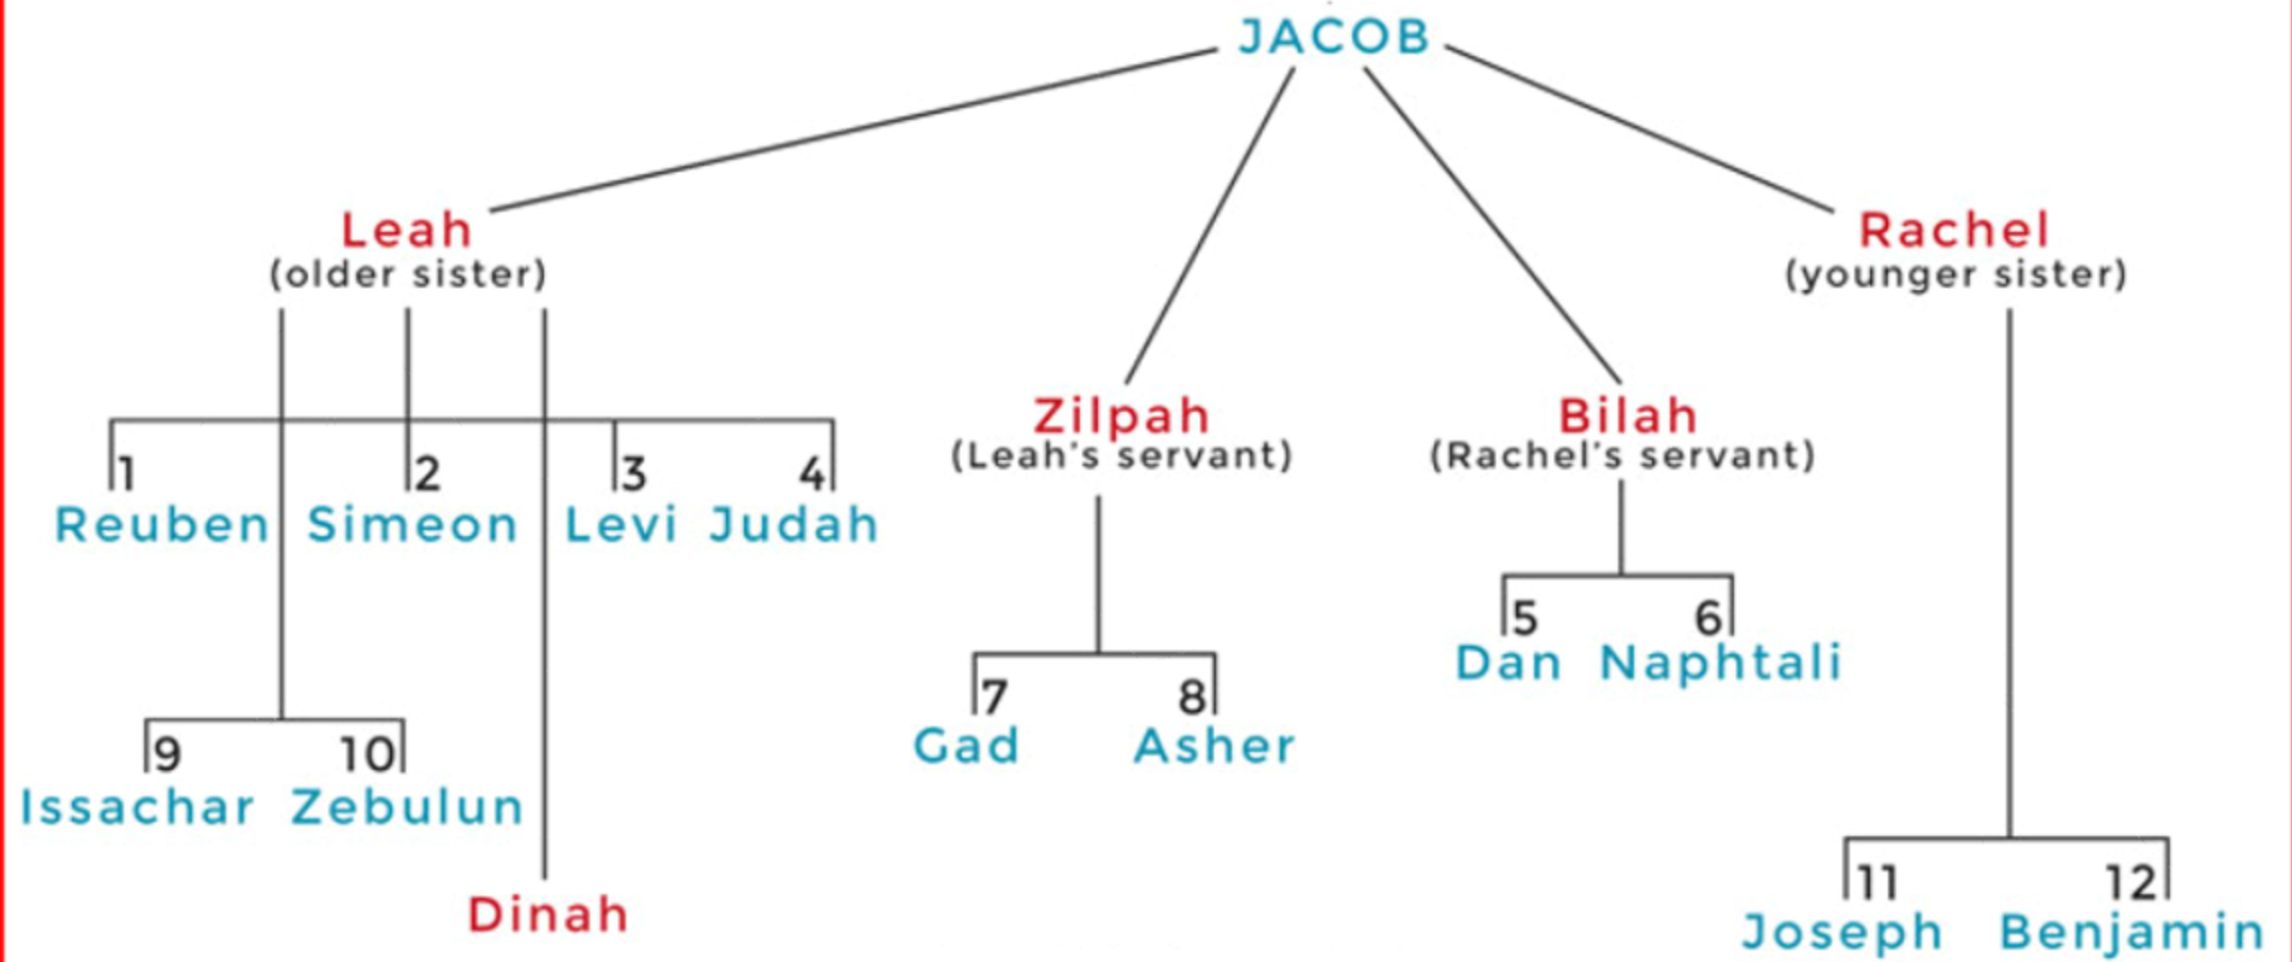 JACOB
Leah
(older sister)
Rachel
(younger sister)
Zilpah
(Leah's servant)
Bilah
(Rachel's servant)
1 2 3 4
Reuben Simeon Levi Judah
5 6
Dan Naphtali
7 8
Gad Asher
9 10
Issachar Zebulun
Dinah
11 12
Joseph Benjamin